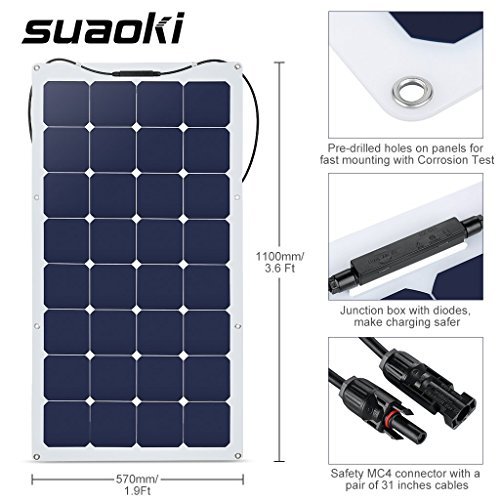 suaoki
Pre-drilled holes on panels for
fast mounting with Corrosion Test
1100mm/
3.6 Ft
Junction box with diodes,
make charging safer
570mm/
1.9Ft
Safety MC4 connector with a
pair of 31 inches cables